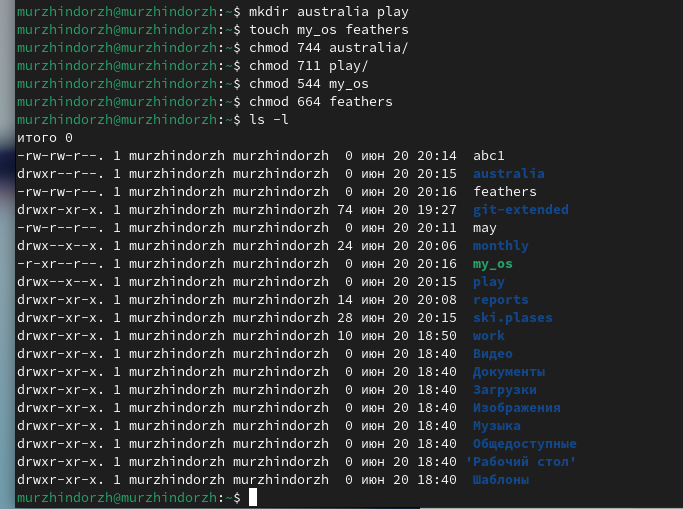 murzhindorzh@murzhindorzh:~$ mkdir australia play
murzhindorzh@murzhindorzh:~$ touch my_os feathers
murzhindorzh@murzhindorzh:~$ chmod 744 australia/
murzhindorzh@murzhindorzh:~$ chmod 711 play/
murzhindorzh@murzhindorzh:~$ chmod 544 my_os
murzhindorzh@murzhindorzh:~$ chmod 664 feathers
murzhindorzh@murzhindorzh:~$ ls -l
итого 0
-rw-rw-r--. 1 murzhindorzh murzhindorzh  0 июн 20 20:14  abc1
drwxr--r--. 1 murzhindorzh murzhindorzh  0 июн 20 20:15  australia
-rw-rw-r--. 1 murzhindorzh murzhindorzh  0 июн 20 20:16  feathers
drwxr-xr-x. 1 murzhindorzh murzhindorzh 74 июн 20 19:27  git-extended
-rw-r--r--. 1 murzhindorzh murzhindorzh  0 июн 20 20:11  may
drwx--x--x. 1 murzhindorzh murzhindorzh 24 июн 20 20:06  monthly
-r-xr--r--. 1 murzhindorzh murzhindorzh  0 июн 20 20:16  my_os
drwx--x--x. 1 murzhindorzh murzhindorzh  0 июн 20 20:15  play
drwxr-xr-x. 1 murzhindorzh murzhindorzh 14 июн 20 20:08  reports
drwxr-xr-x. 1 murzhindorzh murzhindorzh 28 июн 20 20:15  ski.plases
drwxr-xr-x. 1 murzhindorzh murzhindorzh 10 июн 20 18:50  work
drwxr-xr-x. 1 murzhindorzh murzhindorzh  0 июн 20 18:40  Видео
drwxr-xr-x. 1 murzhindorzh murzhindorzh  0 июн 20 18:40  Документы
drwxr-xr-x. 1 murzhindorzh murzhindorzh  0 июн 20 18:40  Загрузки
drwxr-xr-x. 1 murzhindorzh murzhindorzh  0 июн 20 18:40  Изображения
drwxr-xr-x. 1 murzhindorzh murzhindorzh  0 июн 20 18:40  Музыка
drwxr-xr-x. 1 murzhindorzh murzhindorzh  0 июн 20 18:40  Общедоступные
drwxr-xr-x. 1 murzhindorzh murzhindorzh  0 июн 20 18:40 'Рабочий стол'
drwxr-xr-x. 1 murzhindorzh murzhindorzh  0 июн 20 18:40  Шаблоны
murzhindorzh@murzhindorzh:~$